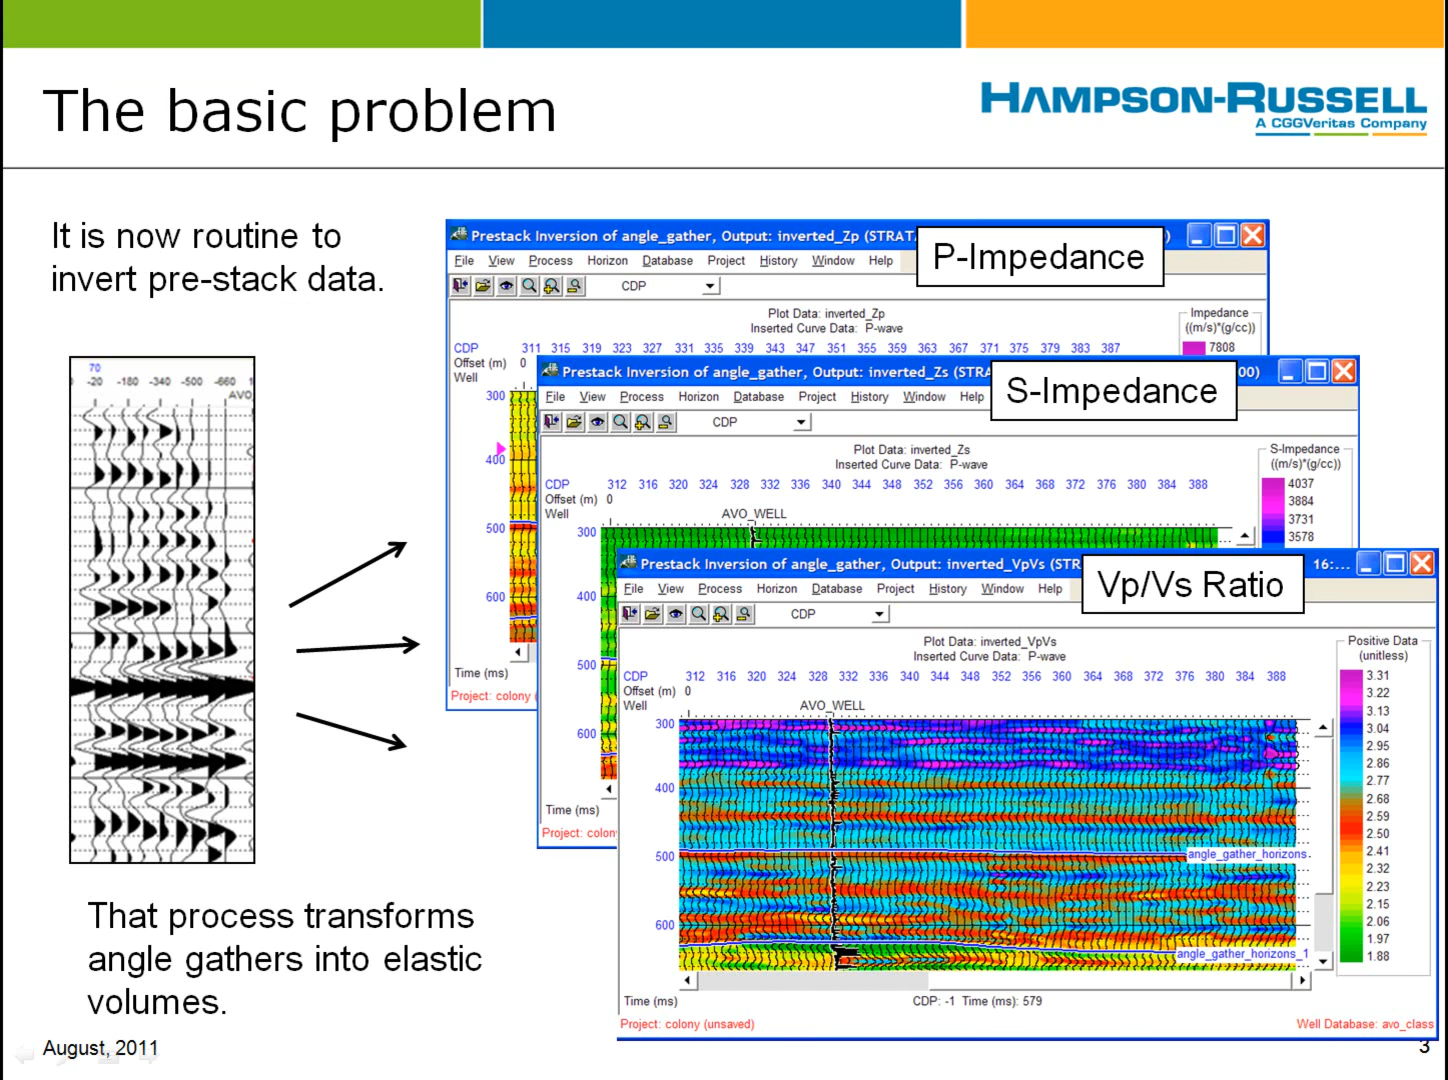 The basic problem
HAMPSON-RUSSELL
A CGGVeritas Company
It is now routine to
invert pre-stack data.
70
-20 -180 -340 -500 -660
AVO
That process transforms
angle gathers into elastic
volumes.
August, 2011
3
Prestack Inversion of angle_gather, Output: inverted_Zp (STRAT
P-Impedance
File View Process Horizon Database Project History Window Help
CDP
Plot Data: inverted_Zp
Inserted Curve Data: P-wave
Impedance
((m/s)*(g/cc))
7808
CDP 311 315 319 323 327 331 335 339 343 347 351 355 359 363 367 371 375 379 383 387
Offset (m) 0
Well
300
400
500
600
Time (ms)
Project: colony
Prestack Inversion of angle_gather, Output: inverted_Zs (STRA
00)
S-Impedance
File View Process Horizon Database Project History Window Help
CDP
Plot Data: inverted_Zs
Inserted Curve Data: P-wave
S-Impedance
((m/s)*(g/cc))
4037
3884
3731
3578
CDP 312 316 320 324 328 332 336 340 344 348 352 356 360 364 368 372 376 380 384 388
Offset (m) 0
Well
AVO_WELL
300
400
500
600
Time (ms)
Project: colon
Prestack Inversion of angle_gather, Output: inverted_VpVs (STR
16:...
Vp/Vs Ratio
File View Process Horizon Database Project History Window Help
CDP
Plot Data: inverted_VpVs
Inserted Curve Data: P-wave
Positive Data
(unitless)
3.31
3.22
3.13
3.04
2.95
2.86
2.77
2.68
2.59
2.50
2.41
2.32
2.23
2.15
2.06
1.97
1.88
CDP 312 316 320 324 328 332 336 340 344 348 352 356 360 364 368 372 376 380 384 388
Offset (m) 0
Well
AVO_WELL
300
400
500
600
angle_gather_horizons
angle_gather_horizons_1
Time (ms)
CDP: -1 Time (ms): 579
Project: colony (unsaved)
Well Database: avo_class